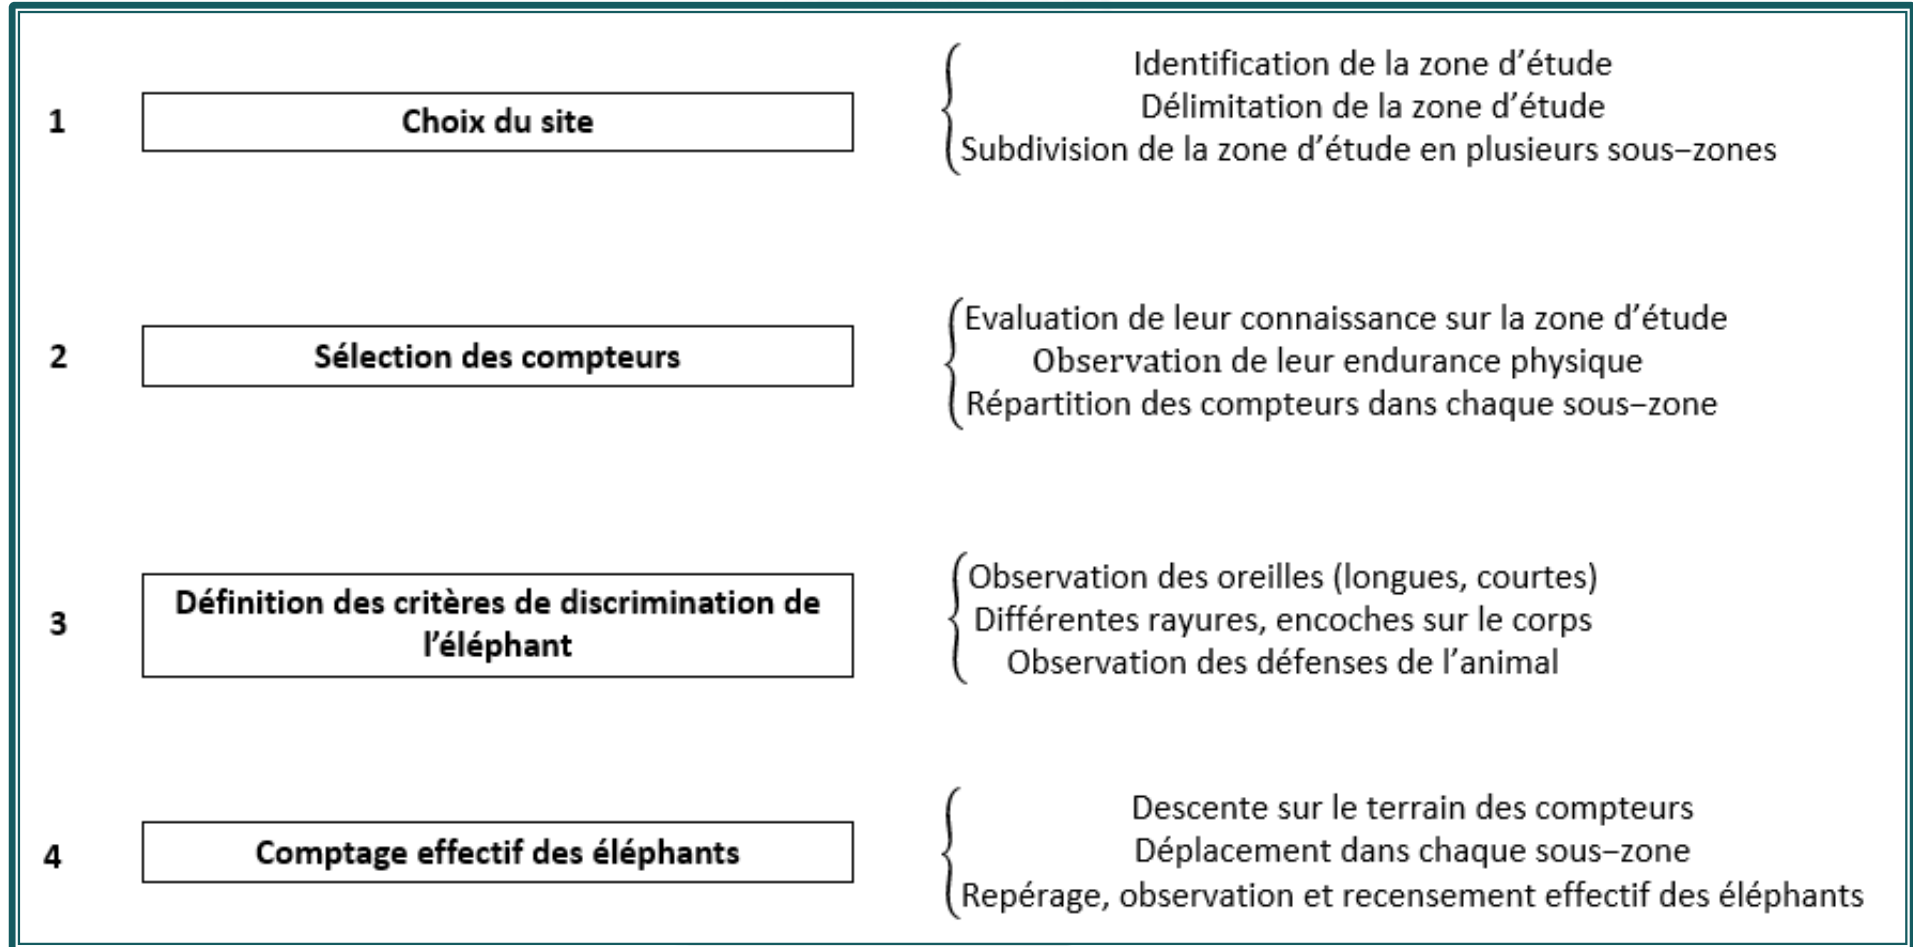 1
Choix du site
Identification de la zone d’étude
Délimitation de la zone d’étude
Subdivision de la zone d’étude en plusieurs sous−zones
2
Sélection des compteurs
Evaluation de leur connaissance sur la zone d’étude
Observation de leur endurance physique
Répartition des compteurs dans chaque sous−zone
3
Définition des critères de discrimination de
l’éléphant
Observation des oreilles (longues, courtes)
Différentes rayures, encoches sur le corps
Observation des défenses de l’animal
4
Comptage effectif des éléphants
Descente sur le terrain des compteurs
Déplacement dans chaque sous−zone
Repérage, observation et recensement effectif des éléphants